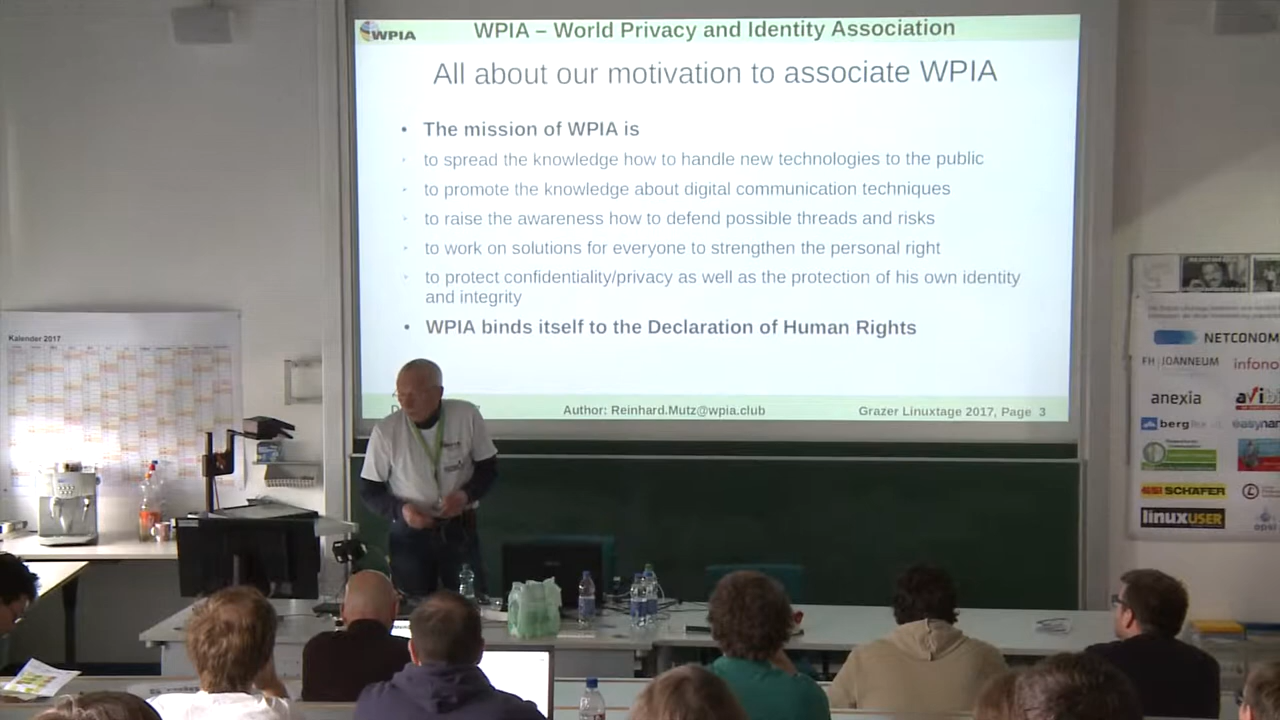 WPIA
WPIA – World Privacy and Identity Association
All about our motivation to associate WPIA
• The mission of WPIA is
to spread the knowledge how to handle new technologies to the public
to promote the knowledge about digital communication techniques
to raise the awareness how to defend possible threads and risks
to work on solutions for everyone to strengthen the personal right
to protect confidentiality/privacy as well as the protection of his own identity
and integrity
• WPIA binds itself to the Declaration of Human Rights
Author: Reinhard.Mutz@wpia.club
Grazer Linuxtage 2017, Page 3
Kalender 2017
NETCONOM
FH JOANNEUM
infono
anexia
berg
easynam
SCHÄFER
linuxUSER